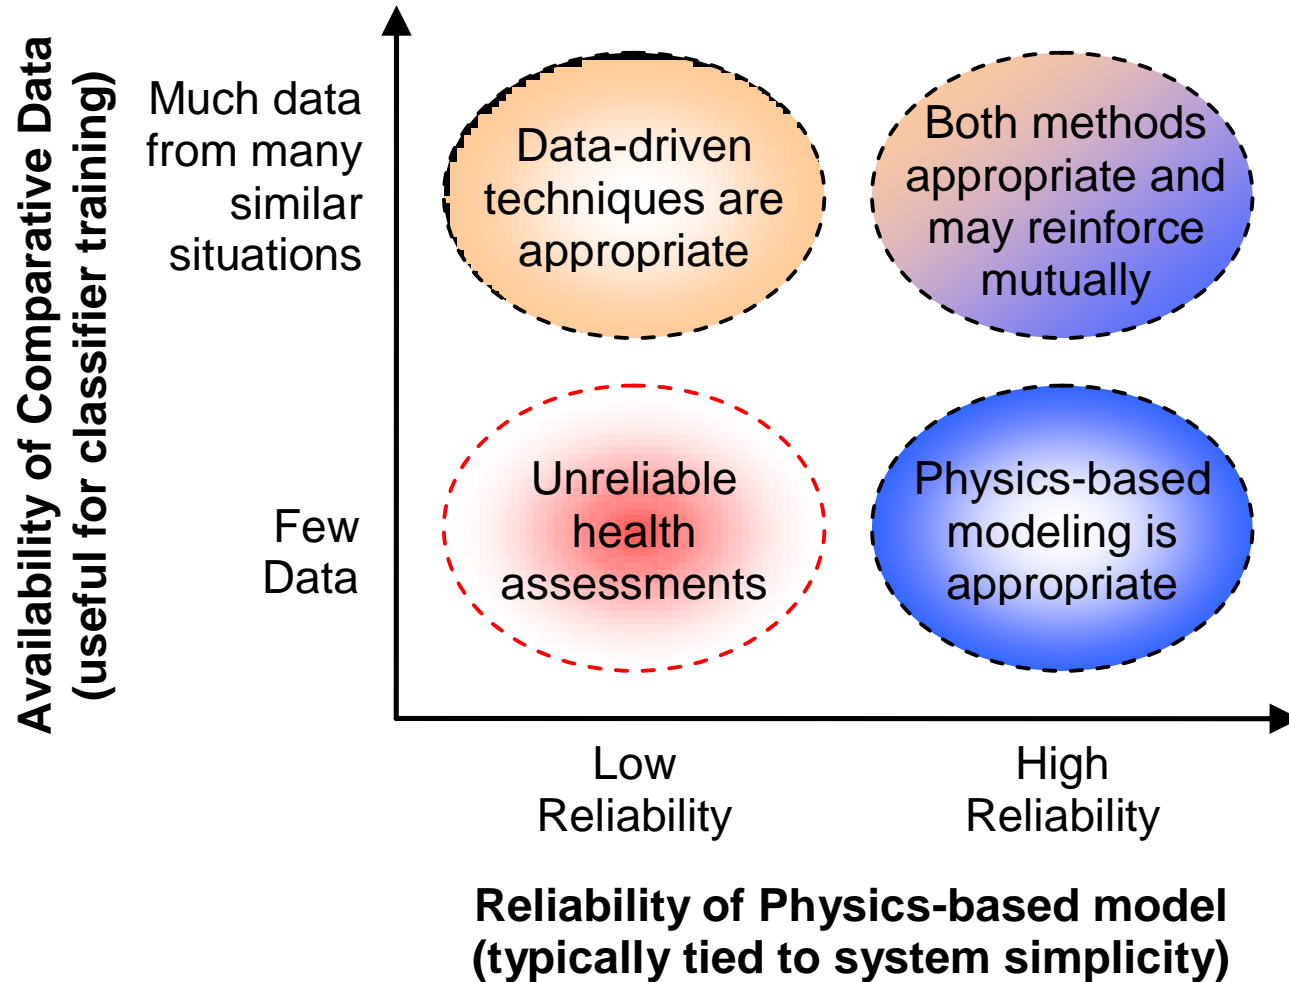 Availability of Comparative Data
(useful for classifier training)
Much data
from many
similar
situations
Data-driven
techniques are
appropriate
Both methods
appropriate and
may reinforce
mutually
Few
Data
Unreliable
health
assessments
Physics-based
modeling is
appropriate
Low
Reliability
High
Reliability
Reliability of Physics-based model
(typically tied to system simplicity)